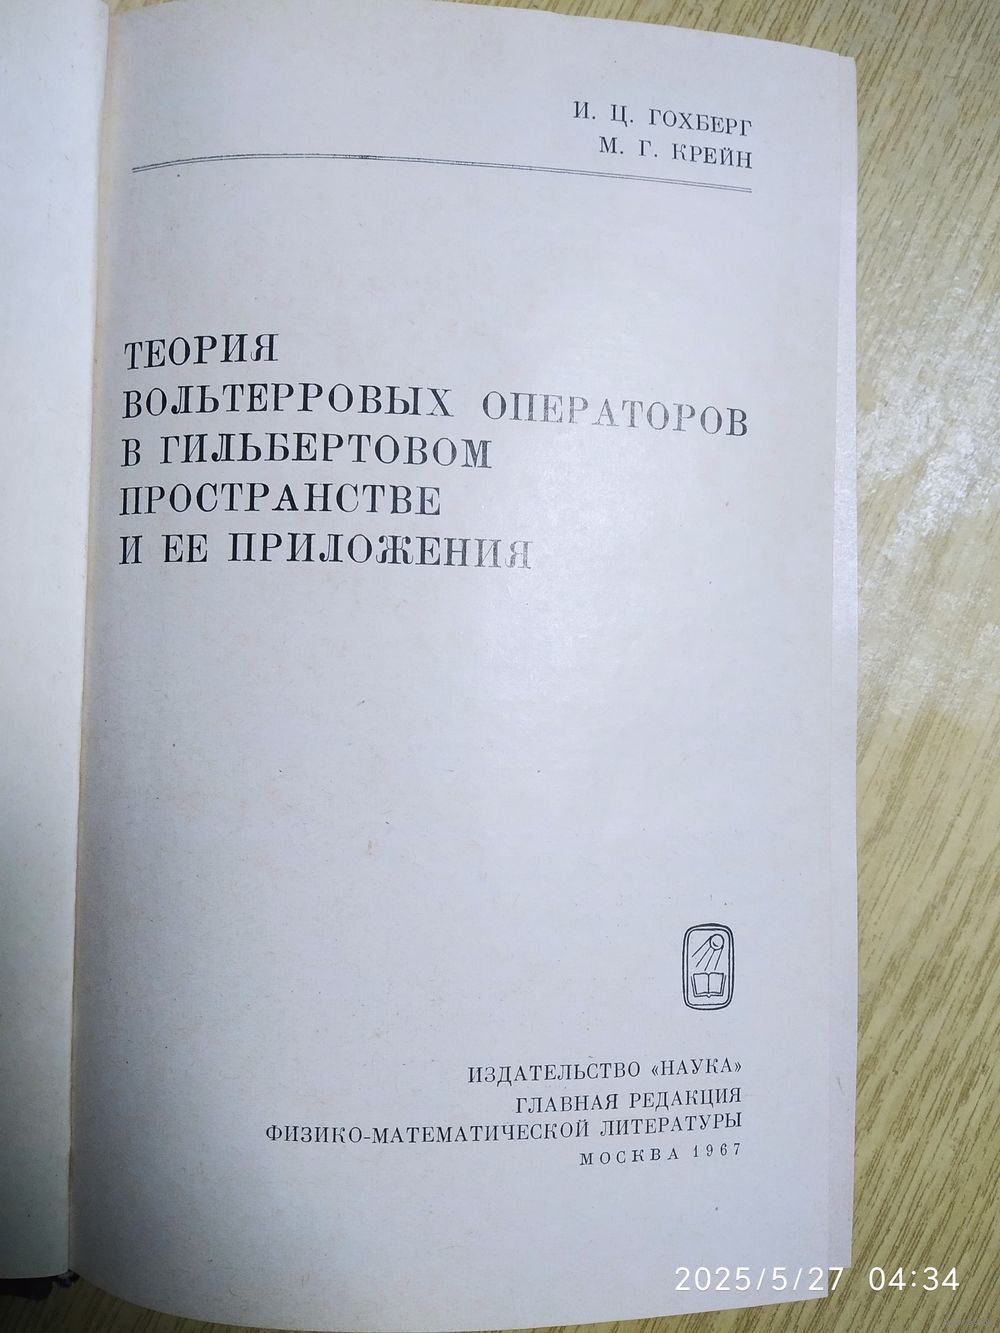 И. Ц. ГОХБЕРГ
М. Г. КРЕЙН
ТЕОРИЯ
ВОЛЬТЕРРОВЫХ ОПЕРАТОРОВ
В ГИЛЬБЕРТОВОМ
ПРОСТРАНСТВЕ
И ЕЕ ПРИЛОЖЕНИЯ
ИЗДАТЕЛЬСТВО «НАУКА»
ГЛАВНАЯ РЕДАКЦИЯ
ФИЗИКО-МАТЕМАТИЧЕСКОЙ ЛИТЕРАТУРЫ
МОСКВА 1967
2025/5/27 04:34